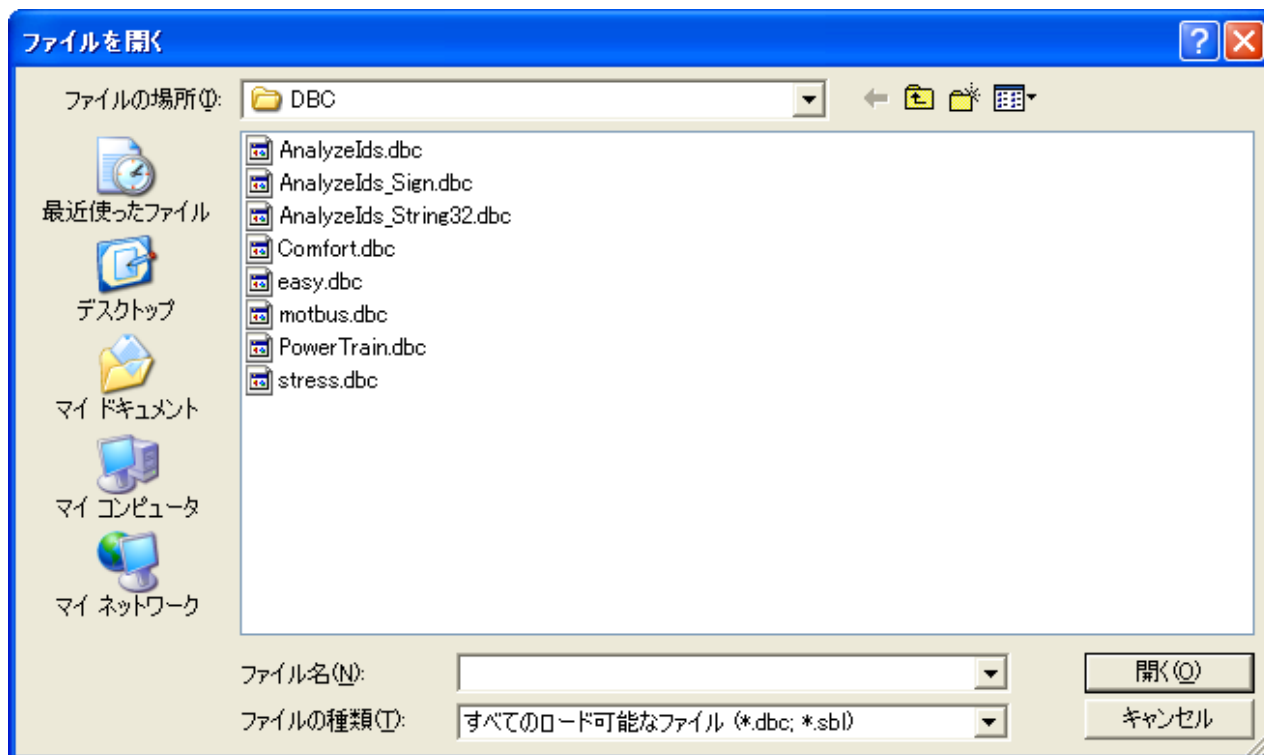 ファイルを開く
ファイルの場所(I):
DBC
最近使ったファイル
デスクトップ
マイ ドキュメント
マイ コンピュータ
マイ ネットワーク
AnalyzeIds.dbc
AnalyzeIds_Sign.dbc
AnalyzeIds_String32.dbc
Comfort.dbc
easy.dbc
motbus.dbc
PowerTrain.dbc
stress.dbc
ファイル名(N):
開く(O)
ファイルの種類(T):
すべてのロード可能なファイル (*.dbc; *.sbl)
キャンセル